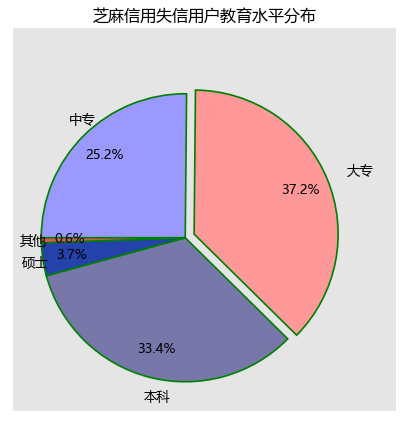 芝麻信用失信用户教育水平分布
中专
25.2%
大专
37.2%
其他
0.6%
硕士
3.7%
33.4%
本科